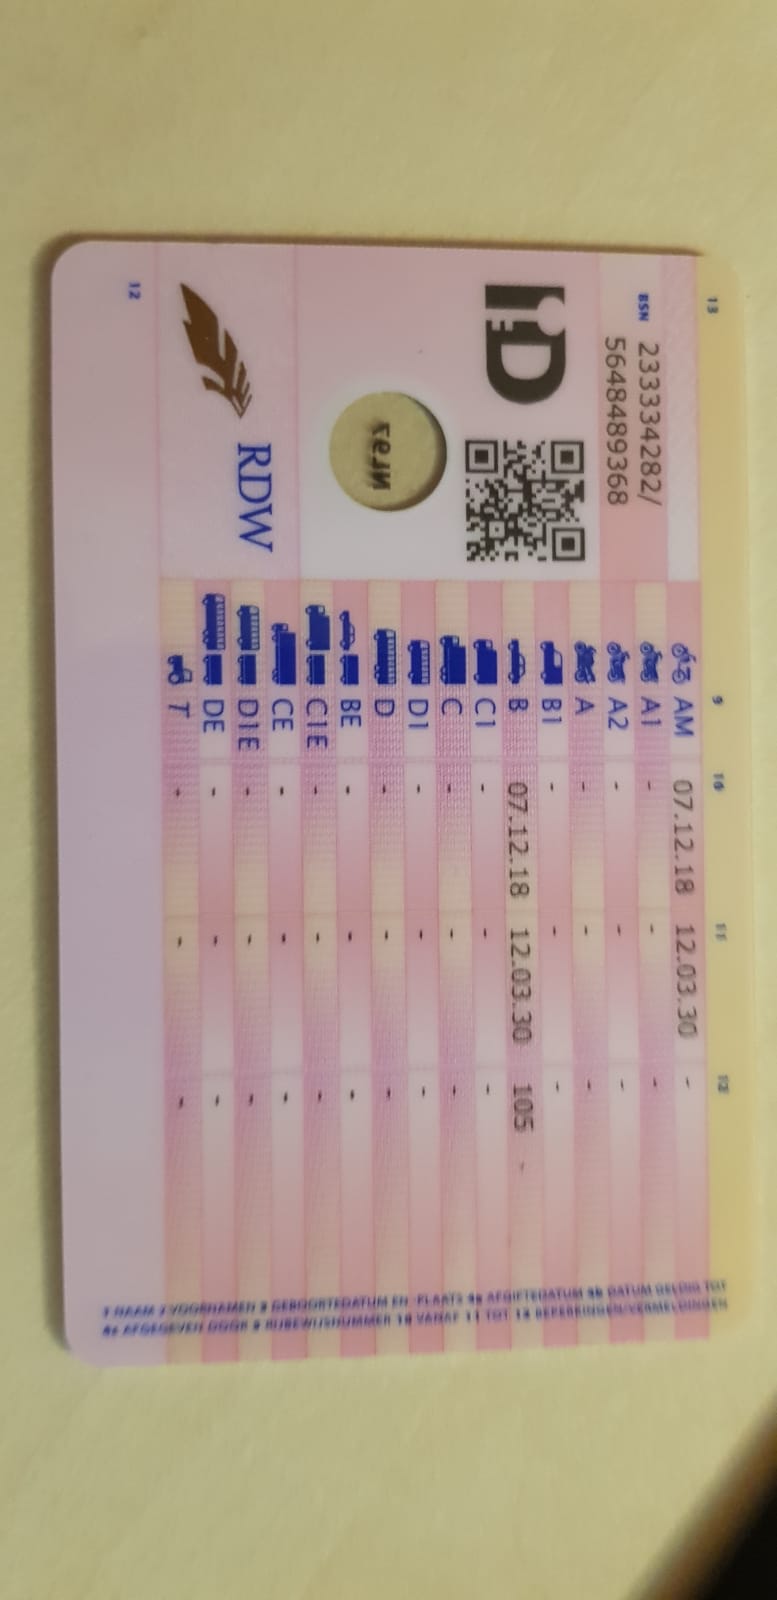 13
BSN 233334282/
5648489368
ID
RDW
12
9 10 11 12
AM 07.12.18 12.03.30 -
A1 - - -
A2 - - -
A - - -
B1 - - -
B 07.12.18 12.03.30 105 -
C1 - - -
C - - -
D1 - - -
D - - -
BE - - -
C1E - - -
CE - - -
D1E - - -
DE - - -
T - - -
1 NAAM 2 VOORNAMEN 3 GEBOORTEDATUM EN -PLAATS 4a AFGIFTEDATUM 4b DATUM GELDIG TOT
4c AFGEGEVEN DOOR 5 RIJBEWIJSNUMMER 10 VANAF 11 TOT 12 BEPERKINGEN/VERMELDINGEN